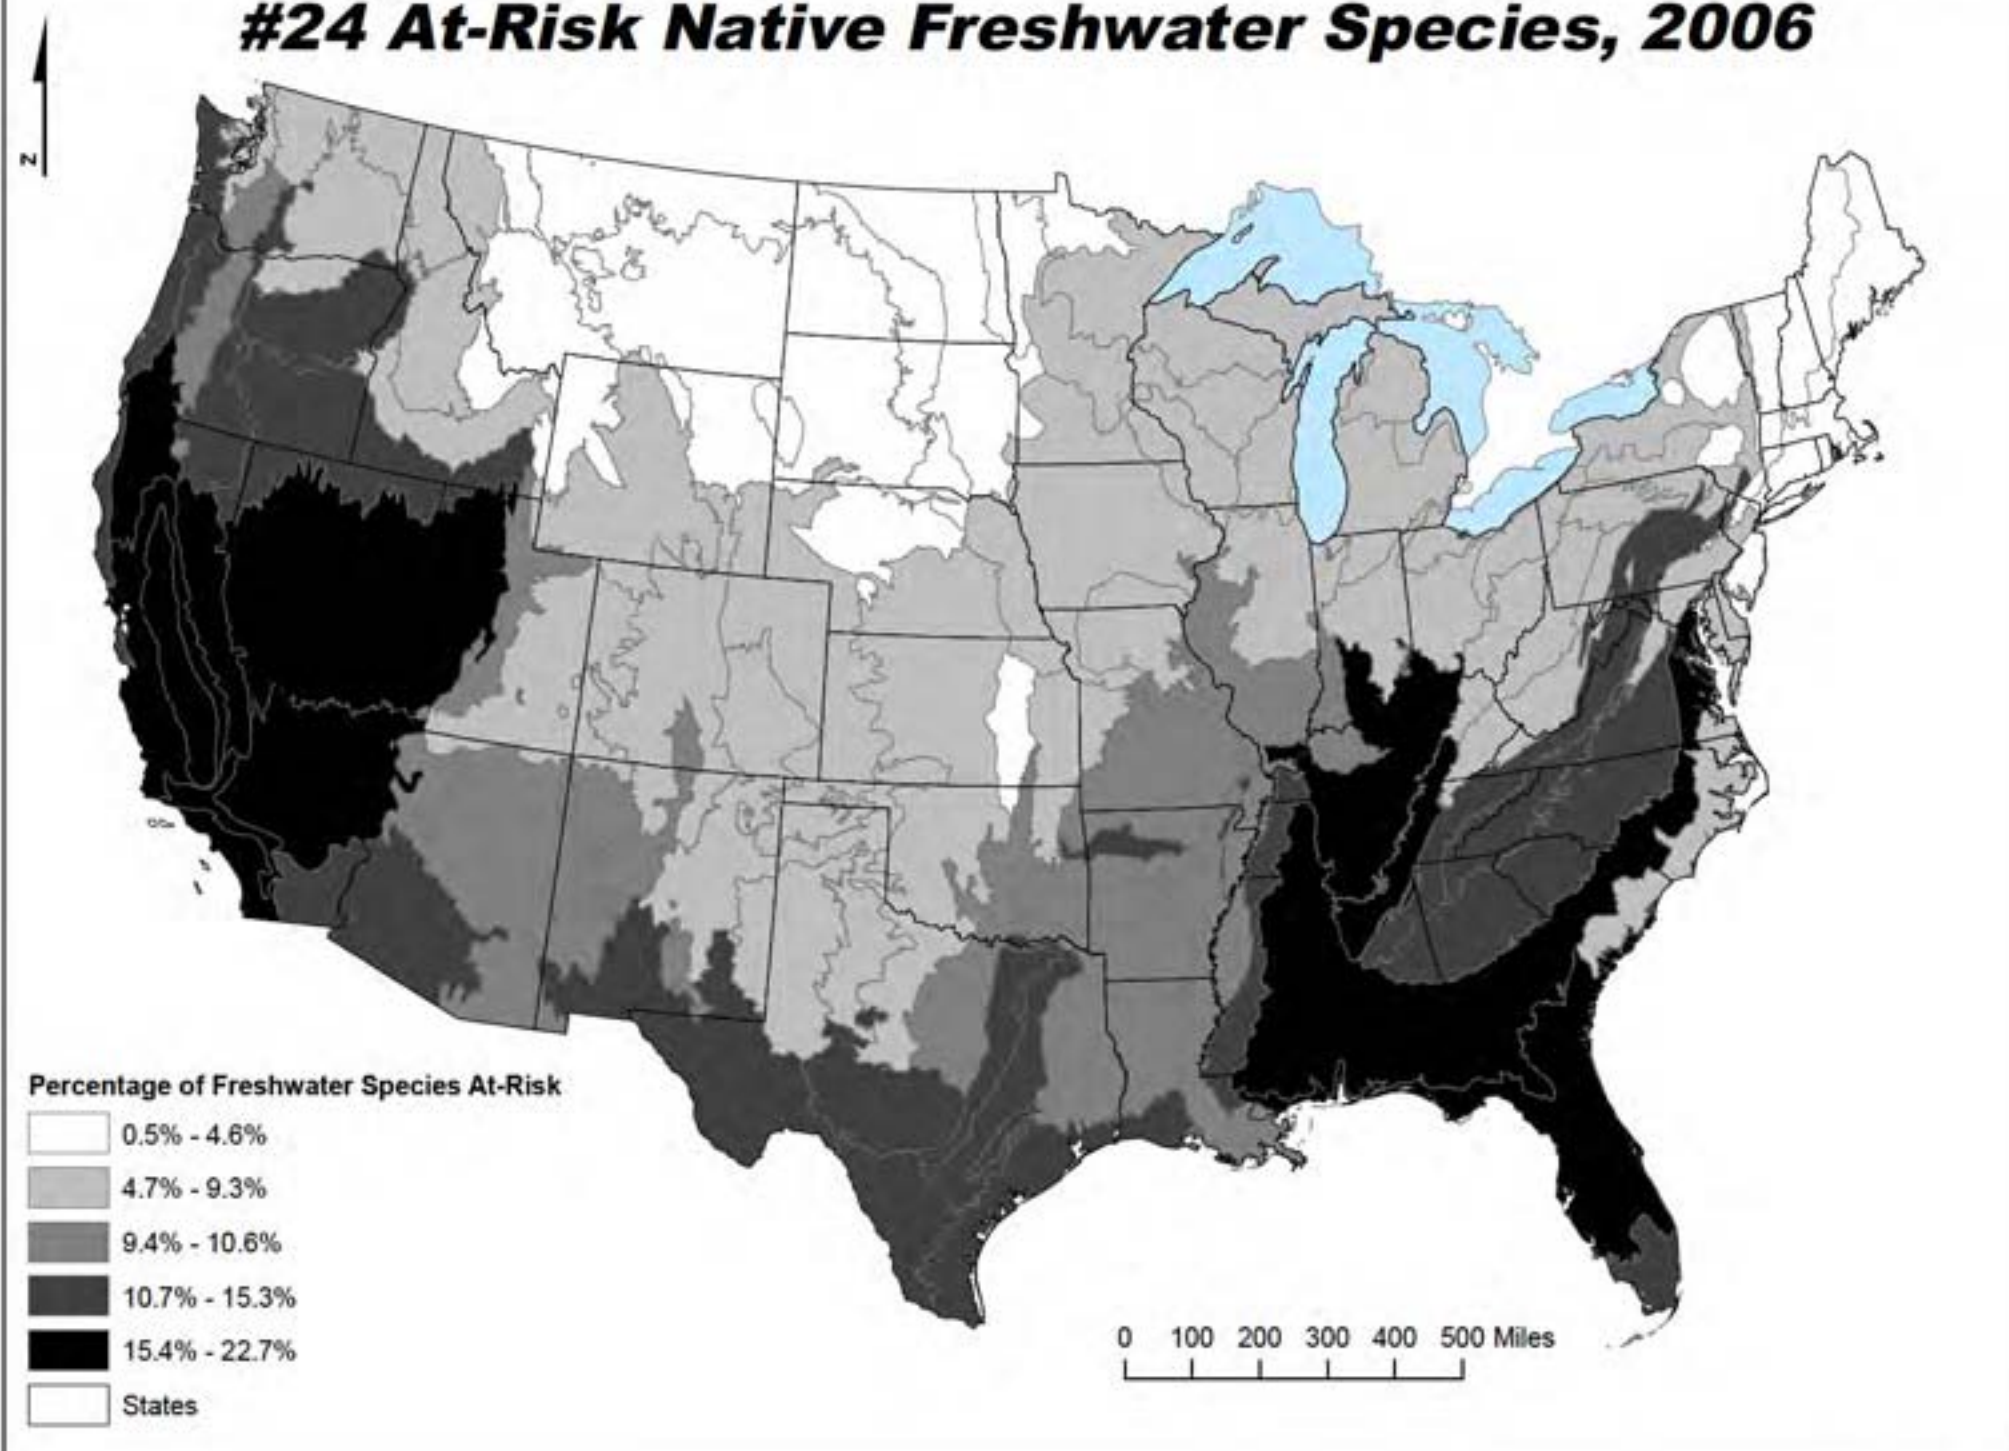 #24 At-Risk Native Freshwater Species, 2006
N
Percentage of Freshwater Species At-Risk
0.5% - 4.6%
4.7% - 9.3%
9.4% - 10.6%
10.7% - 15.3%
15.4% - 22.7%
States
0 100 200 300 400 500 Miles